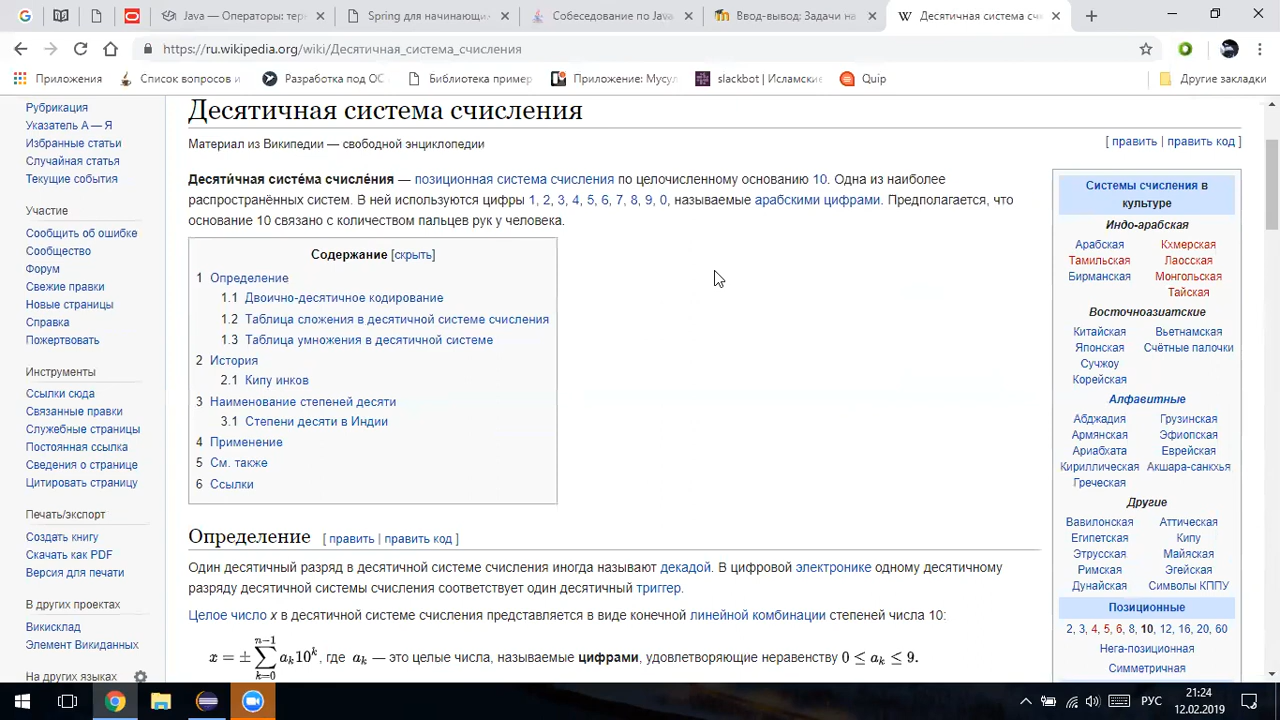 Java — Операторы: тер
Spring для начинающи
Собеседование по Java
Ввод-вывод: Задачи на
Десятичная система сч
https://ru.wikipedia.org/wiki/Десятичная_система_счисления
Приложения
Список вопросов и
Разработка под ОС
Библиотека пример
Приложение: Мусул
slackbot | Исламские
Quip
Другие закладки
Рубрикация
Указатель А — Я
Избранные статьи
Случайная статья
Текущие события
Участие
Сообщить об ошибке
Сообщество
Форум
Свежие правки
Новые страницы
Справка
Пожертвовать
Инструменты
Ссылки сюда
Связанные правки
Служебные страницы
Постоянная ссылка
Сведения о странице
Цитировать страницу
Печать/экспорт
Создать книгу
Скачать как PDF
Версия для печати
В других проектах
Викисклад
Элемент Викиданных
На других языках
Десятичная система счисления
Материал из Википедии — свободной энциклопедии
[ править | править код ]
Десяти́чная систе́ма счисле́ния — позиционная система счисления по целочисленному основанию 10. Одна из наиболее
распространённых систем. В ней используются цифры 1, 2, 3, 4, 5, 6, 7, 8, 9, 0, называемые арабскими цифрами. Предполагается, что
основание 10 связано с количеством пальцев рук у человека.
Содержание [скрыть]
1 Определение
1.1 Двоично-десятичное кодирование
1.2 Таблица сложения в десятичной системе счисления
1.3 Таблица умножения в десятичной системе
2 История
2.1 Кипу инков
3 Наименование степеней десяти
3.1 Степени десяти в Индии
4 Применение
5 См. также
6 Ссылки
Определение [ править | править код ]
Один десятичный разряд в десятичной системе счисления иногда называют декадой. В цифровой электронике одному десятичному
разряду десятичной системы счисления соответствует один десятичный триггер.
Целое число x в десятичной системе счисления представляется в виде конечной линейной комбинации степеней числа 10:
x = ± ∑_{k=0}^{n−1} a_k 10^k, где a_k — это целые числа, называемые цифрами, удовлетворяющие неравенству 0 ≤ a_k ≤ 9.
Системы счисления в
культуре
Индо-арабская
Арабская Кхмерская
Тамильская Лаосская
Бирманская Монгольская
Тайская
Восточноазиатские
Китайская Вьетнамская
Японская Счётные палочки
Сучжоу
Корейская
Алфавитные
Абджадия Грузинская
Армянская Эфиопская
Ариабхата Еврейская
Кириллическая Акшара-санкхья
Греческая
Другие
Вавилонская Аттическая
Египетская Кипу
Этрусская Майяская
Римская Эгейская
Дунайская Символы КППУ
Позиционные
2, 3, 4, 5, 6, 8, 10, 12, 16, 20, 60
Нега-позиционная
Симметричная
РУС
21:24
12.02.2019